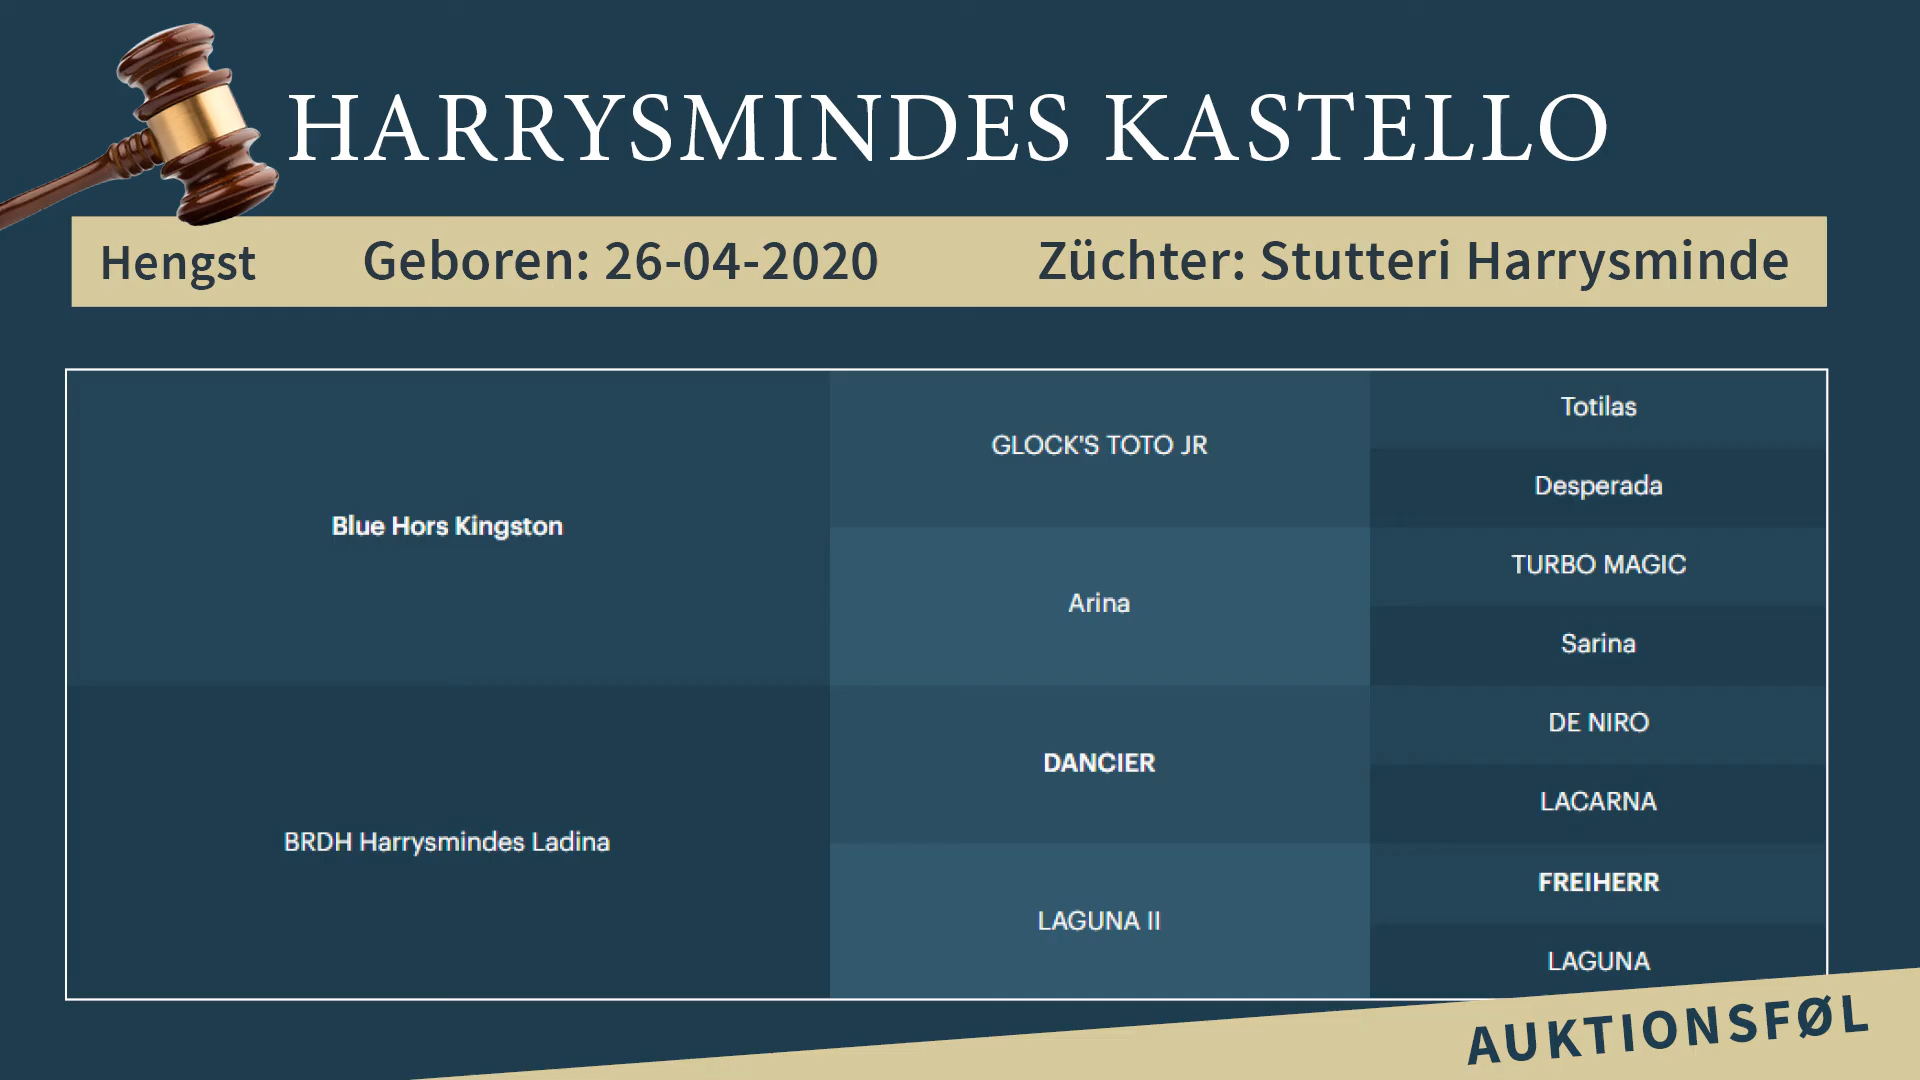 HARRYSMINDES KASTELLO
Hengst Geboren: 26-04-2020 Züchter: Stutteri Harrysminde
Blue Hors Kingston
BRDH Harrysmindes Ladina
GLOCK'S TOTO JR
Arina
DANCIER
LAGUNA II
Totilas
Desperada
TURBO MAGIC
Sarina
DE NIRO
LACARNA
FREIHERR
LAGUNA
AUKTIONSFØL